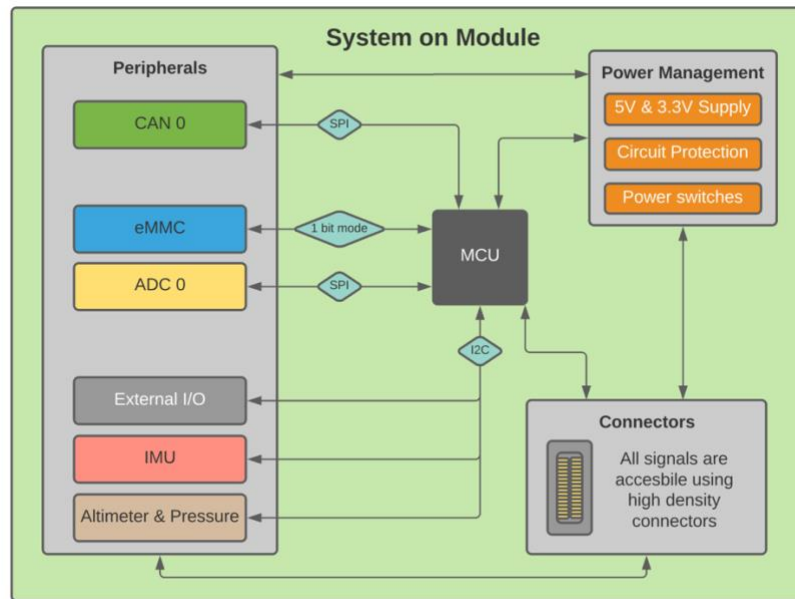 System on Module
Peripherals
CAN 0
eMMC
ADC 0
External I/O
IMU
Altimeter & Pressure
SPI
1 bit mode
SPI
I2C
MCU
Power Management
5V & 3.3V Supply
Circuit Protection
Power switches
Connectors
All signals are
accesbile using
high density
connectors